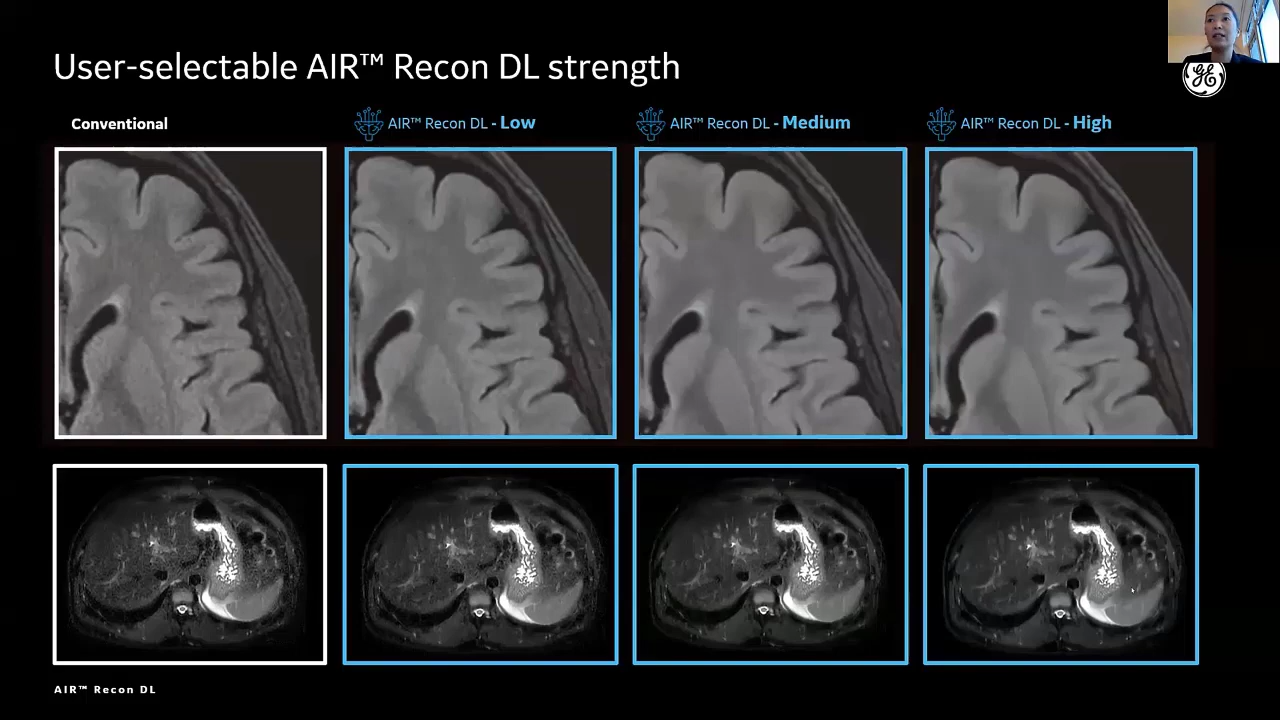 User-selectable AIR™ Recon DL strength
Conventional
AIR™ Recon DL - Low
AIR™ Recon DL - Medium
AIR™ Recon DL - High
AIR™ Recon DL